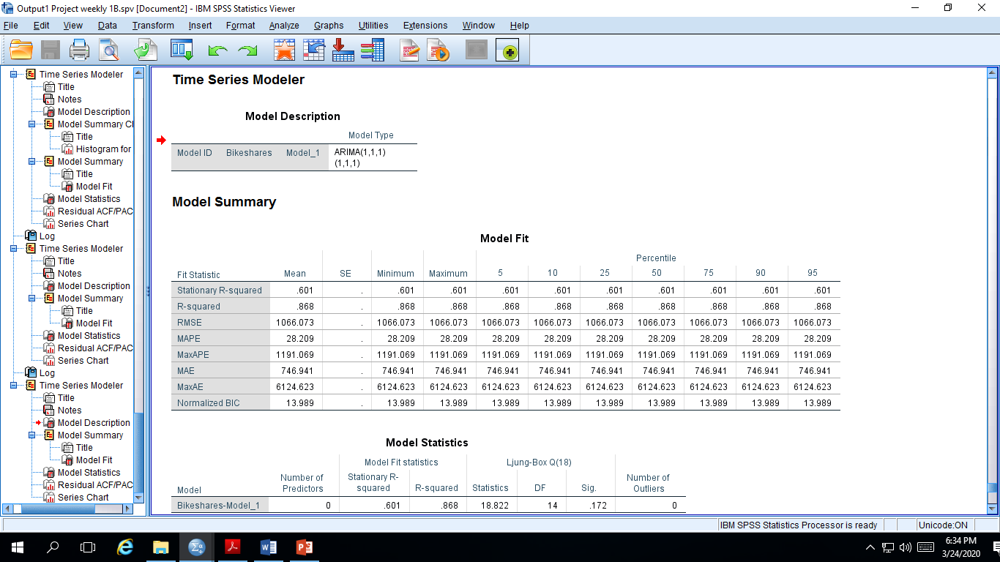 Output1 Project weekly 1B.spv [Document2] - IBM SPSS Statistics Viewer
File Edit View Data Transform Insert Format Analyze Graphs Utilities Extensions Window Help
Time Series Modeler
Title
Notes
Model Description
Model Summary Cl
Title
Histogram for
Model Summary
Title
Model Fit
Model Statistics
Residual ACF/PAC
Series Chart
Log
Time Series Modeler
Title
Notes
Model Description
Model Summary
Title
Model Fit
Model Statistics
Residual ACF/PAC
Series Chart
Log
Time Series Modeler
Title
Notes
Model Description
Model Summary
Title
Model Fit
Model Statistics
Residual ACF/PAC
Series Chart
Time Series Modeler
Model Description
Model Type
Model ID Bikeshares Model_1 ARIMA(1,1,1)
(1,1,1)
Model Summary
Model Fit
Percentile
Fit Statistic Mean SE Minimum Maximum 5 10 25 50 75 90 95
Stationary R-squared .601 . .601 .601 .601 .601 .601 .601 .601 .601 .601
R-squared .868 . .868 .868 .868 .868 .868 .868 .868 .868 .868
RMSE 1066.073 . 1066.073 1066.073 1066.073 1066.073 1066.073 1066.073 1066.073 1066.073 1066.073
MAPE 28.209 . 28.209 28.209 28.209 28.209 28.209 28.209 28.209 28.209 28.209
MaxAPE 1191.069 . 1191.069 1191.069 1191.069 1191.069 1191.069 1191.069 1191.069 1191.069 1191.069
MAE 746.941 . 746.941 746.941 746.941 746.941 746.941 746.941 746.941 746.941 746.941
MaxAE 6124.623 . 6124.623 6124.623 6124.623 6124.623 6124.623 6124.623 6124.623 6124.623 6124.623
Normalized BIC 13.989 . 13.989 13.989 13.989 13.989 13.989 13.989 13.989 13.989 13.989
Model Statistics
Model Fit statistics Ljung-Box Q(18)
Model Number of Predictors Stationary R-squared R-squared Statistics DF Sig. Number of Outliers
Bikeshares-Model_1 0 .601 .868 18.822 14 .172 0
IBM SPSS Statistics Processor is ready Unicode:ON
6:34 PM
3/24/2020